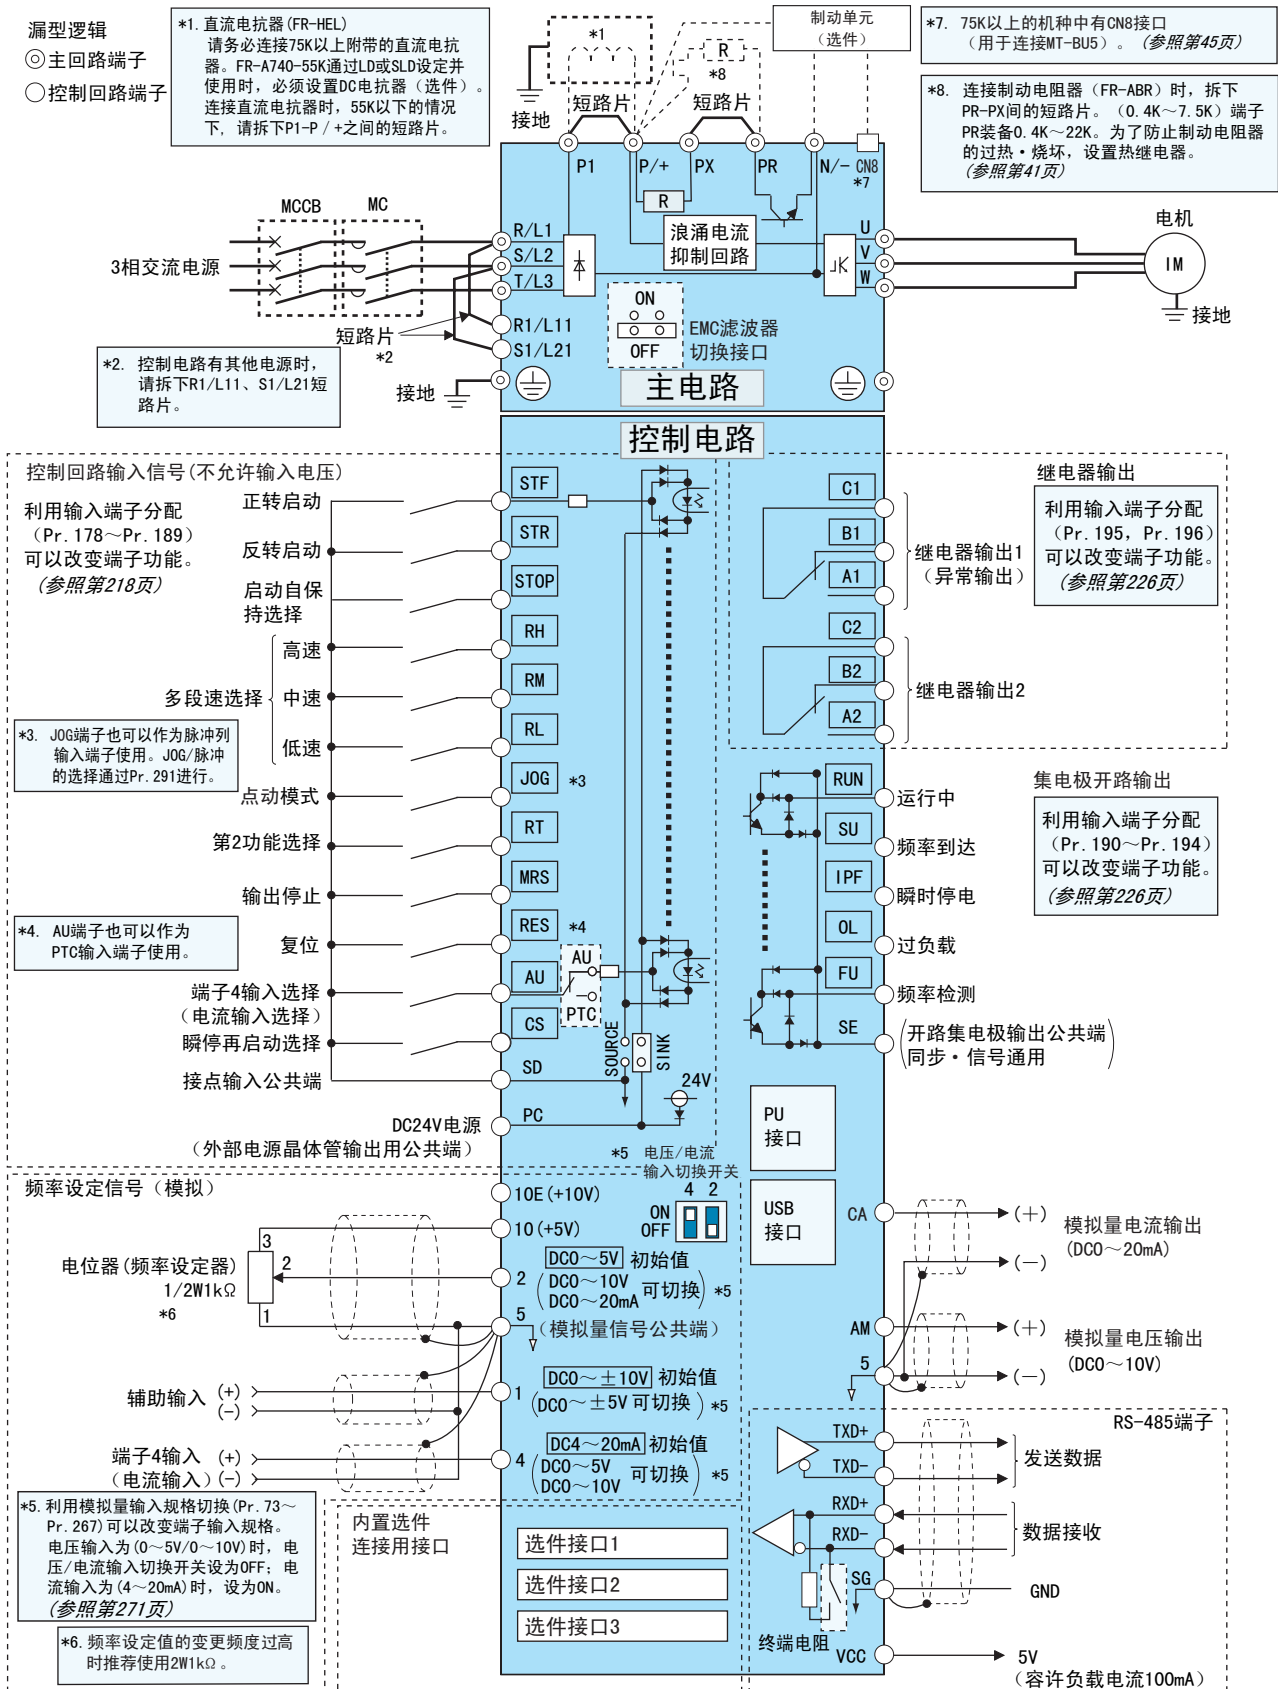 漏型逻辑
◎主回路端子
○控制回路端子
*1. 直流电抗器(FR-HEL)
请务必连接75K以上附带的直流电抗
器。FR-A740-55K通过LD或SLD设定并
使用时，必须设置DC电抗器（选件）。
连接直流电抗器时，55K以下的情况
下，请拆下P1-P／+之间的短路片。
*1
R
*8
制动单元
（选件）
接地
短路片
短路片
*7. 75K以上的机种中有CN8接口
（用于连接MT-BU5）。（参照第45页）
*8. 连接制动电阻器（FR-ABR）时，拆下
PR-PX间的短路片。（0.4K～7.5K）端子
PR装备0.4K～22K。为了防止制动电阻器
的过热・烧坏，设置热继电器。
（参照第41页）
P1
P/+
PX
PR
N/-
CN8
*7
R
MCCB
MC
3相交流电源
R/L1
S/L2
T/L3
R1/L11
S1/L21
浪涌电流
抑制回路
ON
OFF
EMC滤波器
切换接口
U
V
W
电机
IM
接地
短路片
*2
*2. 控制电路有其他电源时，
请拆下R1/L11、S1/L21短
路片。
接地
主电路
控制电路
控制回路输入信号(不允许输入电压)
利用输入端子分配
（Pr.178～Pr.189）
可以改变端子功能。
（参照第218页）
正转启动
STF
反转启动
STR
启动自保
持选择
STOP
多段速选择
高速
RH
中速
RM
低速
RL
*3. JOG端子也可以作为脉冲列
输入端子使用。JOG/脉冲
的选择通过Pr.291进行。
点动模式
JOG
*3
第2功能选择
RT
输出停止
MRS
*4. AU端子也可以作为
PTC输入端子使用。
复位
RES
*4
端子4输入选择
（电流输入选择）
AU
AU
PTC
瞬停再启动选择
CS
SOURCE
SINK
接点输入公共端
SD
24V
DC24V电源
（外部电源晶体管输出用公共端）
PC
继电器输出
C1
B1
A1
继电器输出1
（异常输出）
利用输入端子分配
（Pr.195，Pr.196）
可以改变端子功能。
（参照第226页）
C2
B2
A2
继电器输出2
集电极开路输出
RUN
运行中
SU
频率到达
IPF
瞬时停电
OL
过负载
FU
频率检测
SE
（开路集电极输出公共端
同步・信号通用）
利用输入端子分配
（Pr.190～Pr.194）
可以改变端子功能。
（参照第226页）
PU
接口
USB
接口
*5 电压/电流
输入切换开关
4 2
ON
OFF
频率设定信号（模拟）
10E(+10V)
10(+5V)
3
2
1
电位器(频率设定器)
1/2W1kΩ
*6
2
DC0～5V 初始值
（DC0～10V
DC0～20mA 可切换）*5
5
（模拟量信号公共端）
辅助输入
(+)
(-)
1
DC0～±10V 初始值
（DC0～±5V 可切换）*5
端子4输入
（电流输入）
(+)
(-)
4
DC4～20mA 初始值
（DC0～5V
DC0～10V 可切换）*5
*5. 利用模拟量输入规格切换(Pr.73～
Pr.267)可以改变端子输入规格。
电压输入为(0～5V/0～10V)时，电
压/电流输入切换开关设为OFF；电
流输入为(4～20mA)时，设为ON。
（参照第271页）
*6. 频率设定值的变更频度过高
时推荐使用2W1kΩ。
内置选件
连接用接口
选件接口1
选件接口2
选件接口3
CA
(+)
(-)
模拟量电流输出
(DC0～20mA)
AM
5
(+)
(-)
模拟量电压输出
(DC0～10V)
RS-485端子
TXD+
TXD-
发送数据
RXD+
RXD-
数据接收
SG
GND
终端电阻
VCC
5V
（容许负载电流100mA）